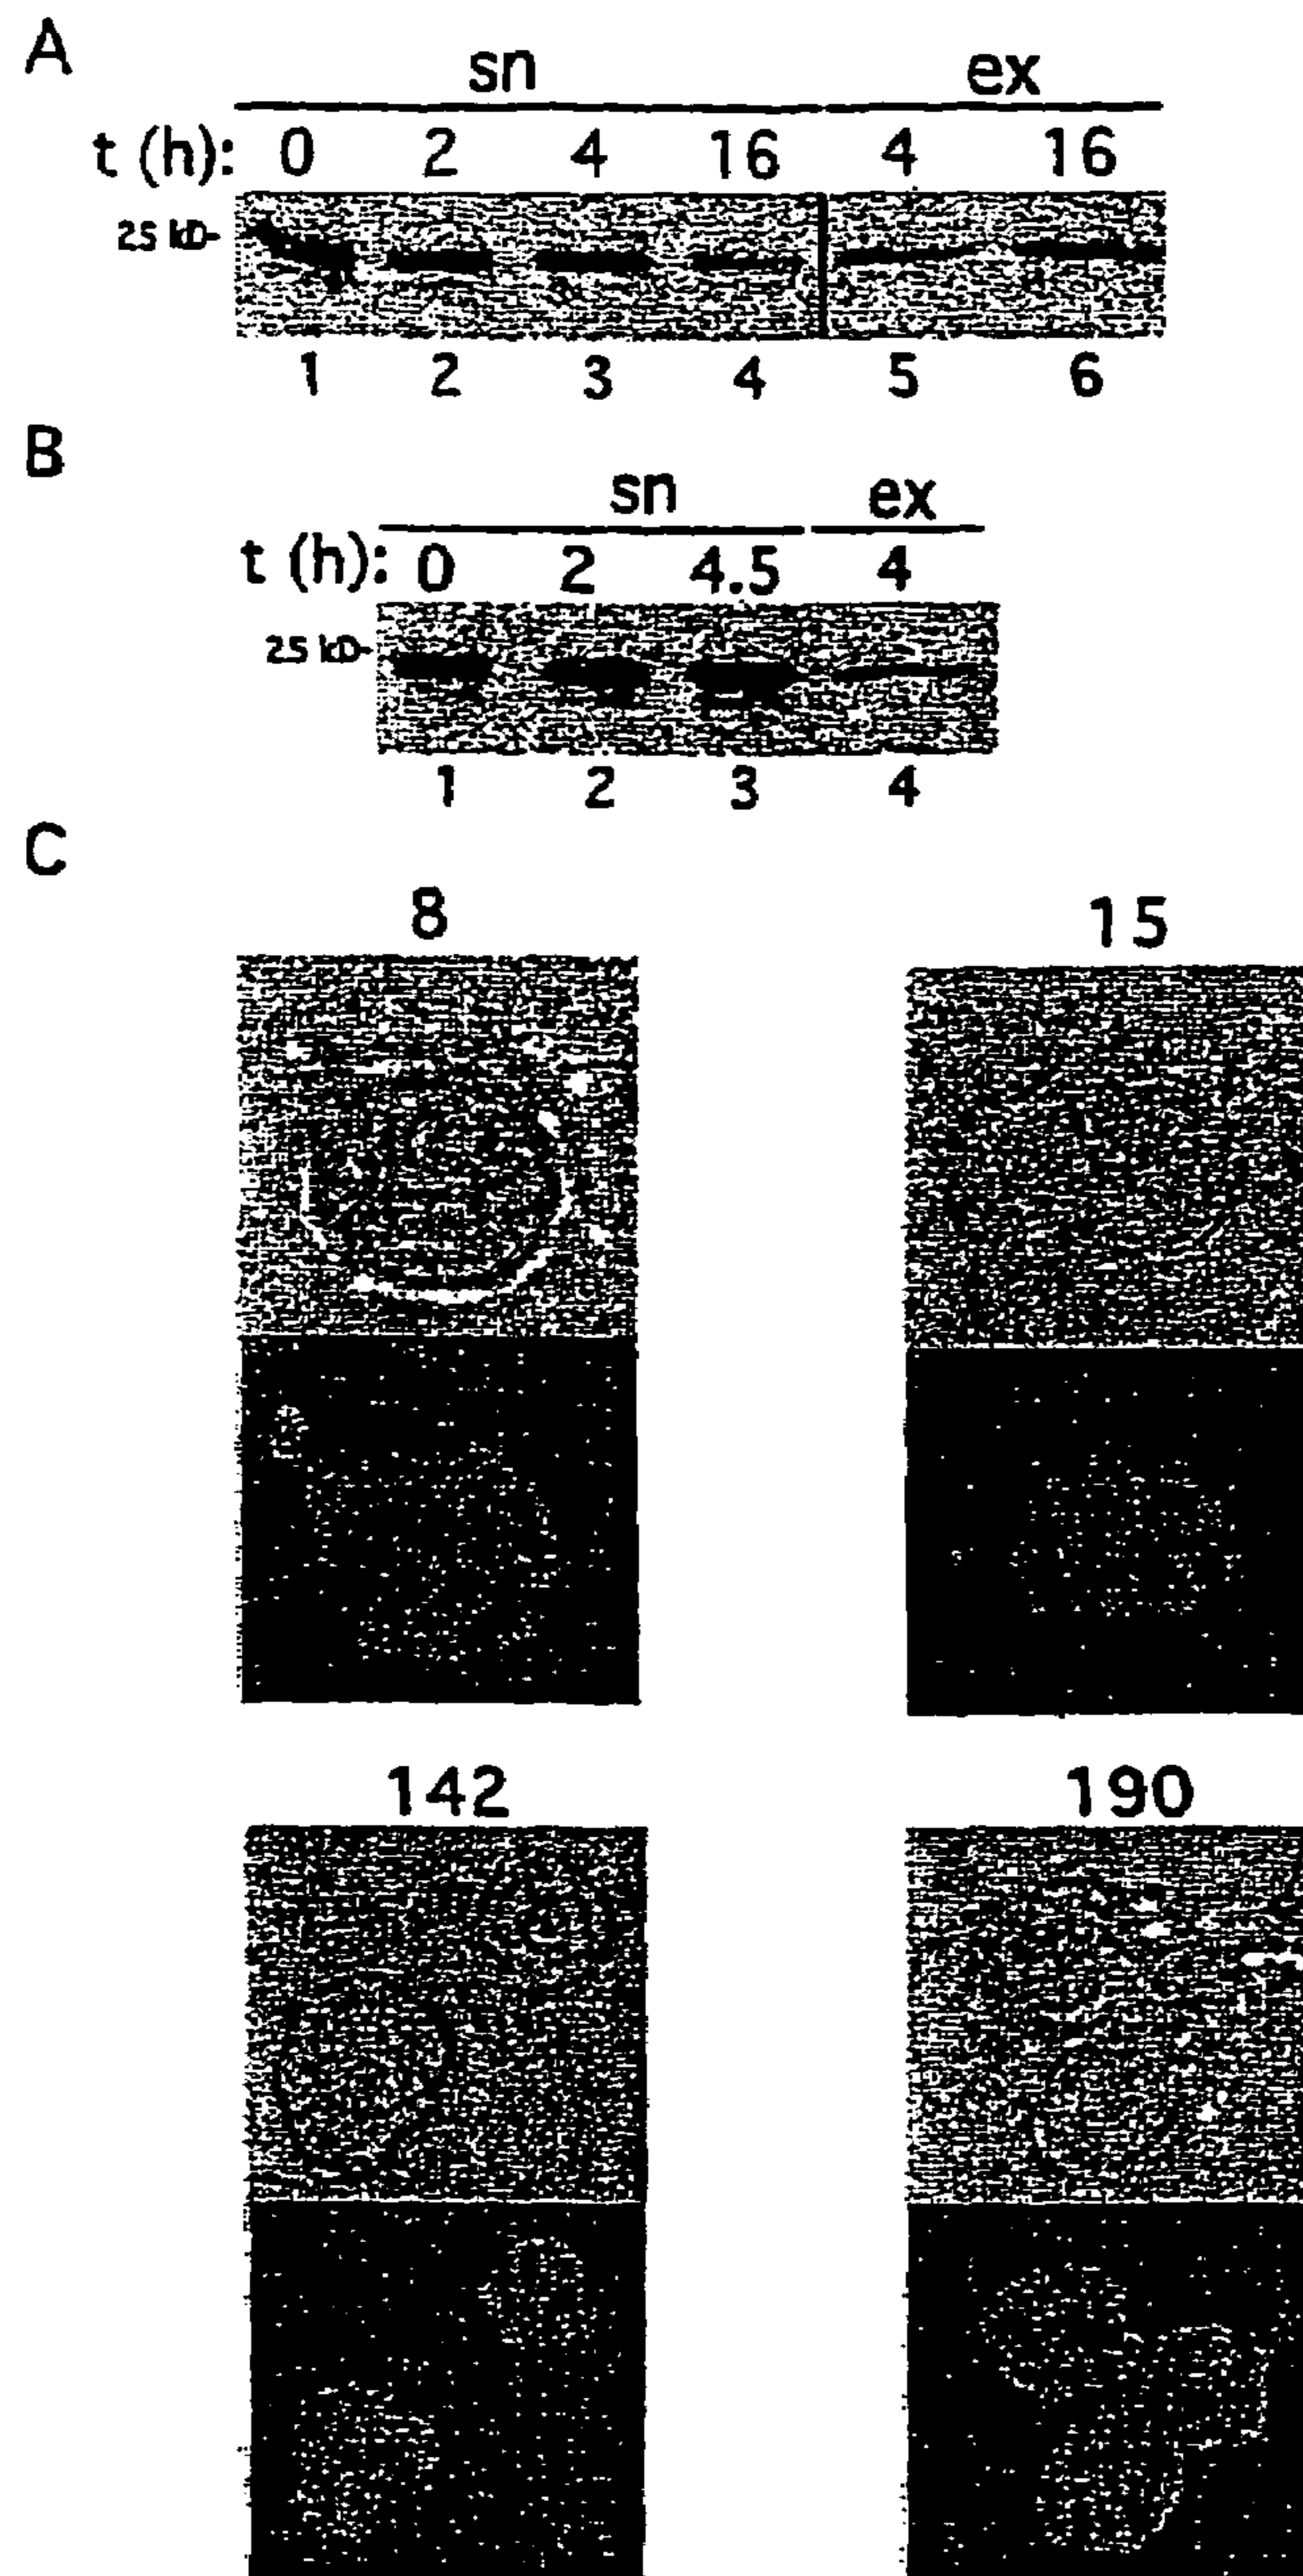 A
sn ex
t (h): 0 2 4 16 4 16
25 kD-
1 2 3 4 5 6
B
sn ex
t (h): 0 2 4.5 4
25 kD-
1 2 3 4
C
8 15
142 190